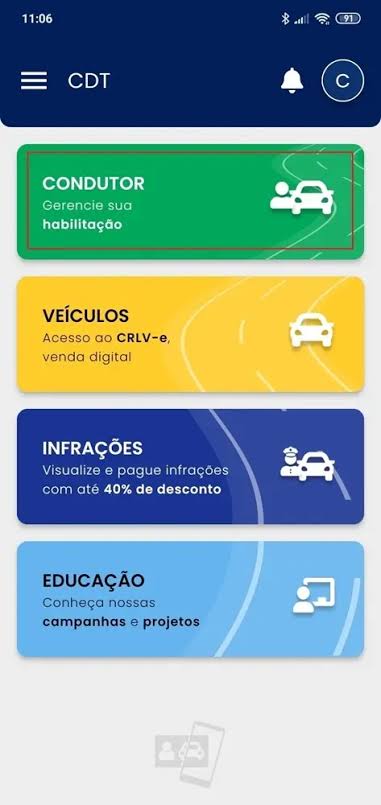 11:06
91
CDT
C
CONDUTOR
Gerencie sua
habilitação
VEÍCULOS
Acesso ao CRLV-e,
venda digital
INFRAÇÕES
Visualize e pague infrações
com até 40% de desconto
EDUCAÇÃO
Conheça nossas
campanhas e projetos